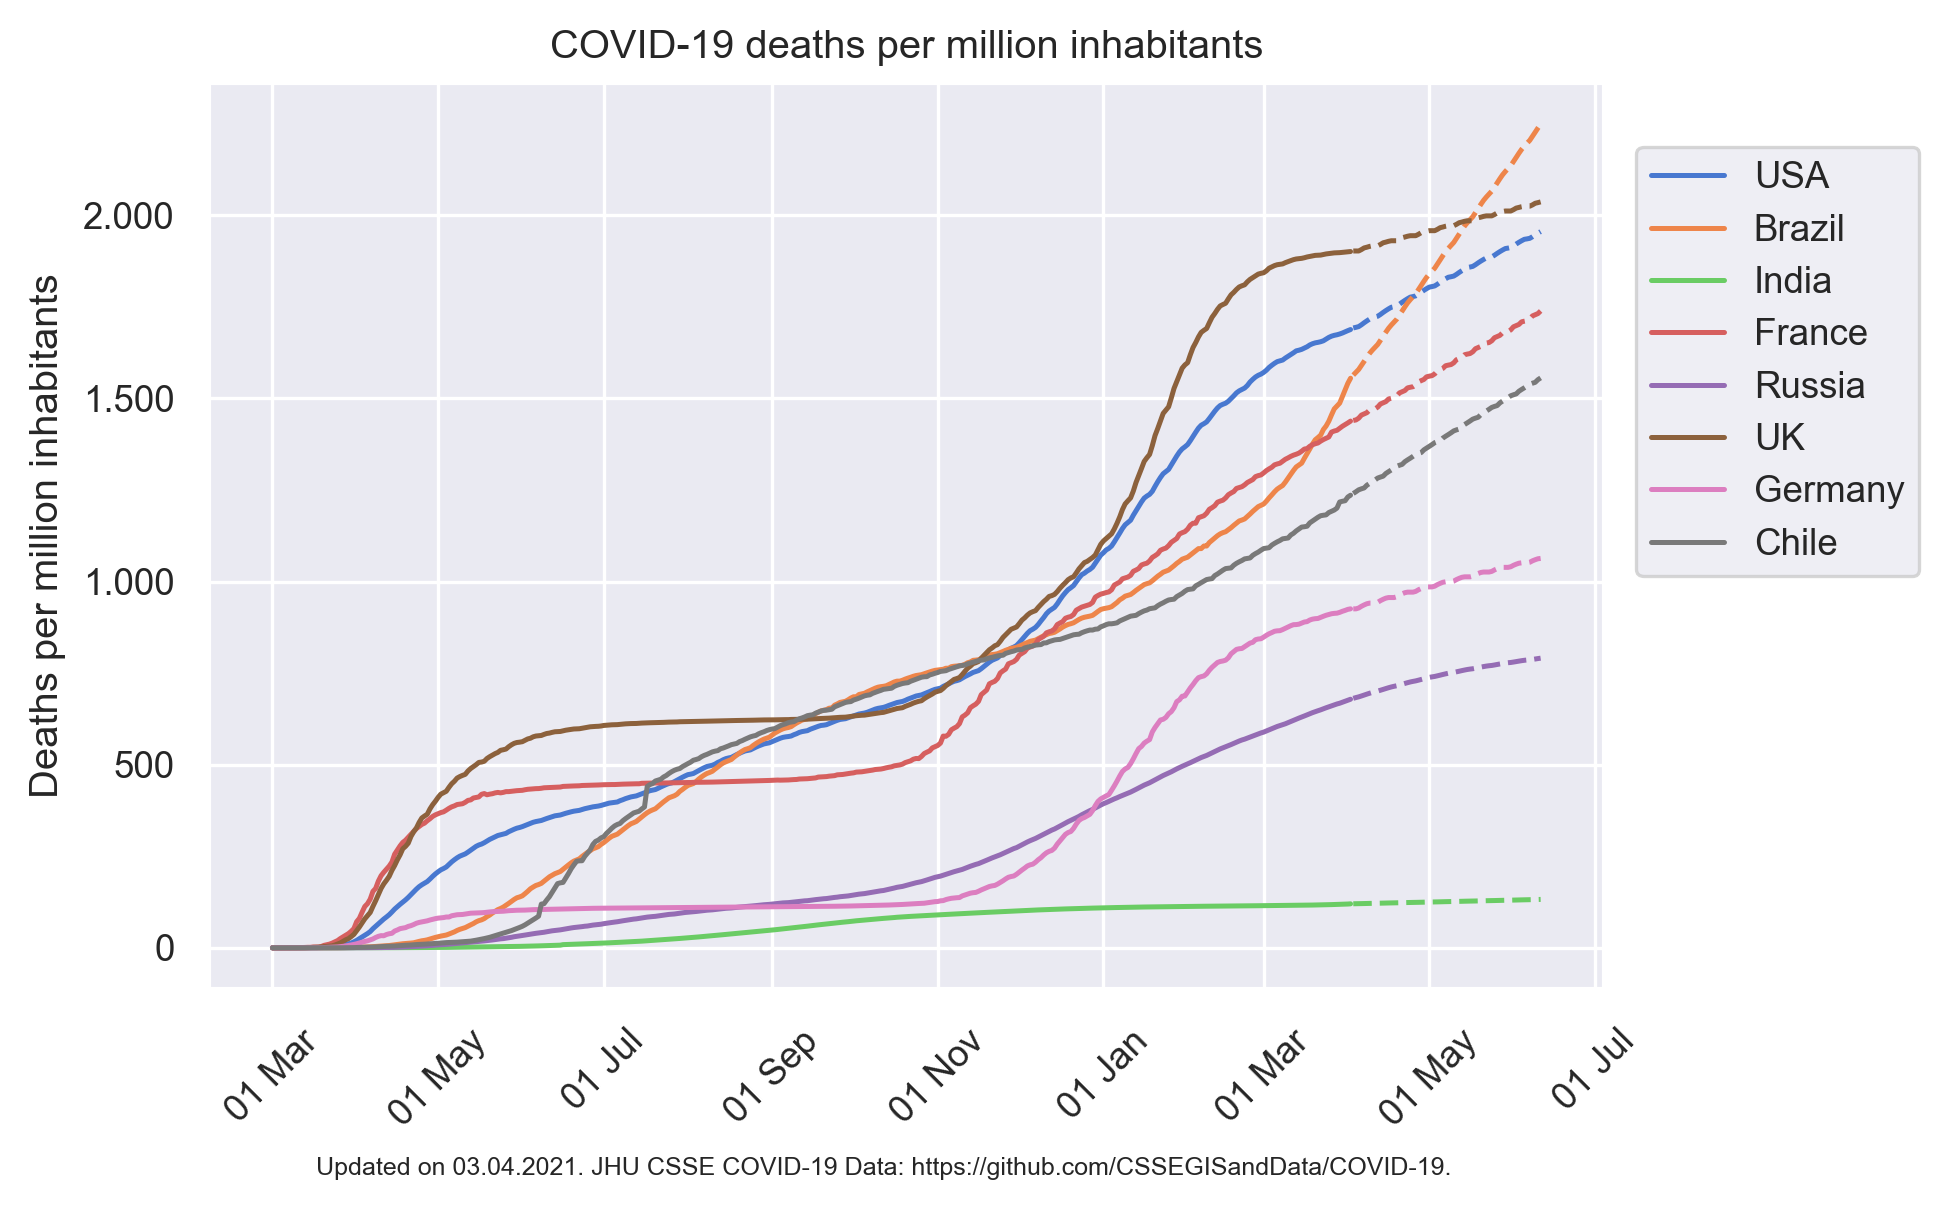 COVID-19 deaths per million inhabitants
Deaths per million inhabitants
2.000
1.500
1.000
500
0
01 Mar
01 May
01 Jul
01 Sep
01 Nov
01 Jan
01 Mar
01 May
01 Jul
USA
Brazil
India
France
Russia
UK
Germany
Chile
Updated on 03.04.2021. JHU CSSE COVID-19 Data: https://github.com/CSSEGISandData/COVID-19.